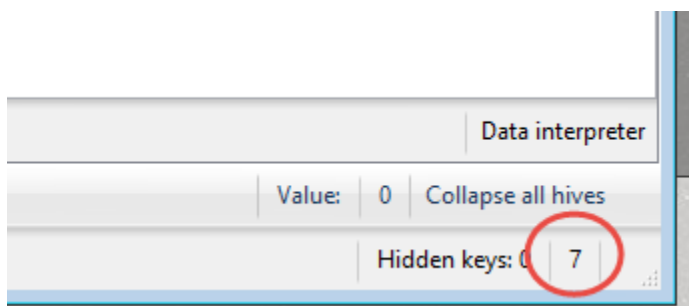 Data interpreter
Value: 0 Collapse all hives
Hidden keys: 0 7